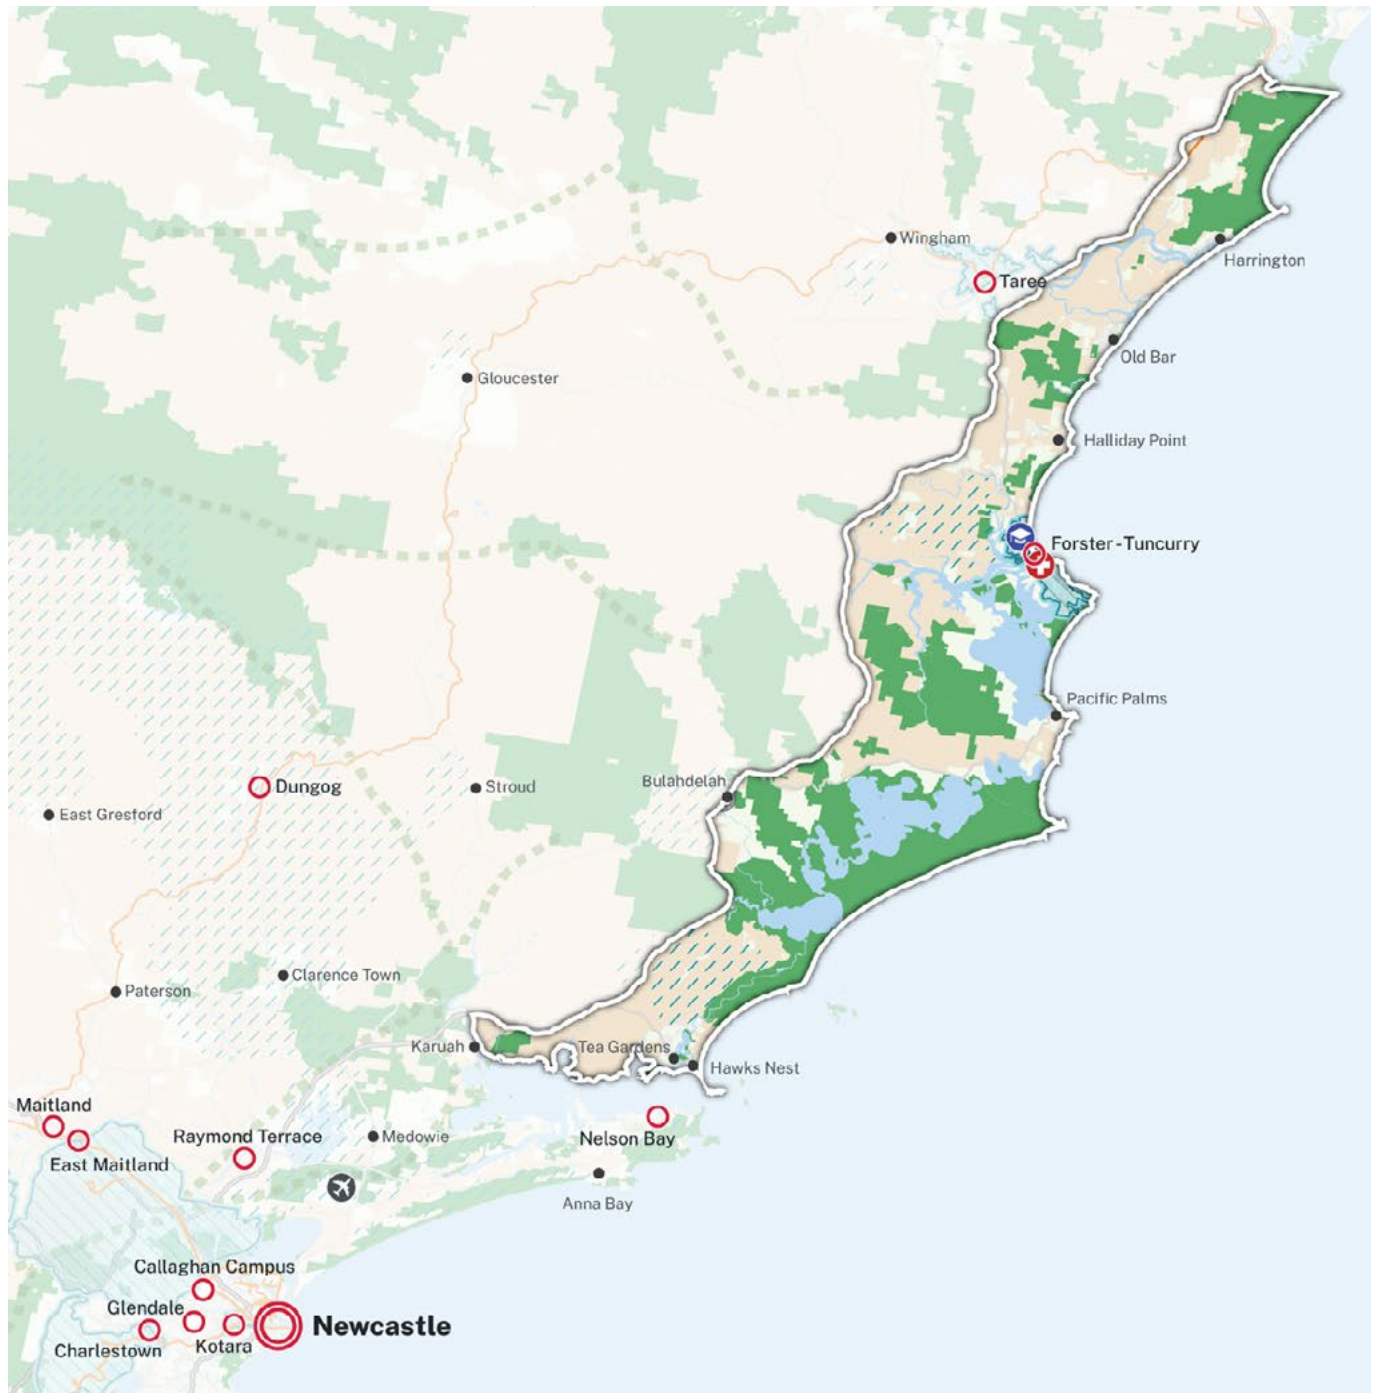 Wingham
Harrington
Taree
Old Bar
Gloucester
Halliday Point
Forster - Tuncurry
Pacific Palms
Bulahdelah
Dungog
Stroud
East Gresford
Clarence Town
Paterson
Karuah
Tea Gardens
Hawks Nest
Maitland
Raymond Terrace
Medowie
Nelson Bay
East Maitland
Anna Bay
Callaghan Campus
Glendale
Newcastle
Kotara
Charlestown